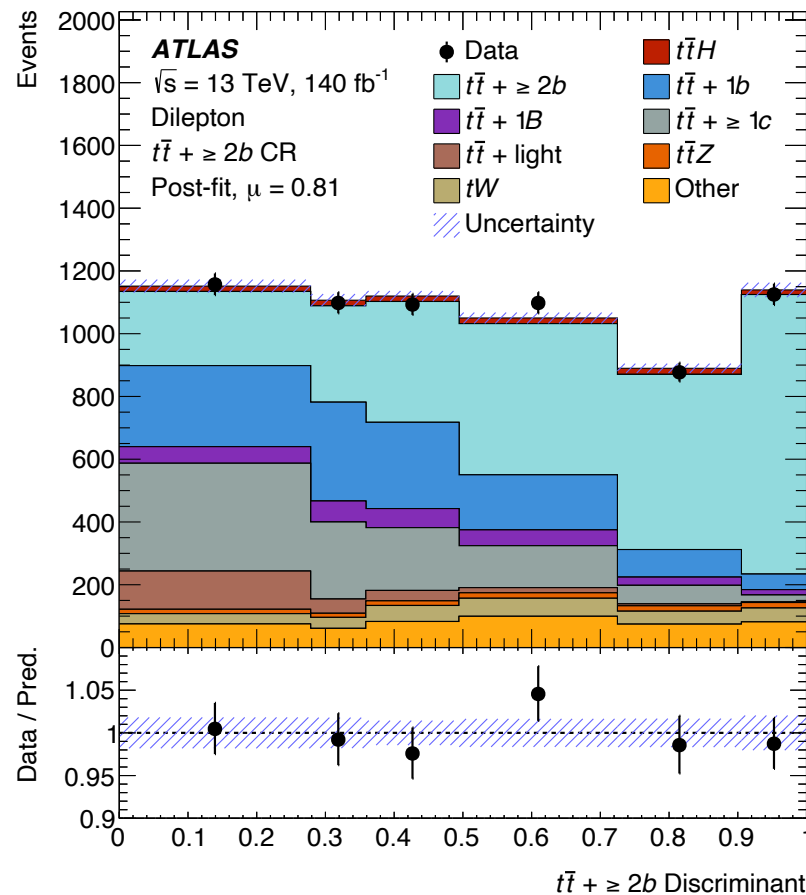 Events
2000
1800
1600
1400
1200
1000
800
600
400
200
0
ATLAS
√s = 13 TeV, 140 fb⁻¹
Dilepton
tt̄ + ≥ 2b CR
Post-fit, μ = 0.81
Data
tt̄H
tt̄ + ≥ 2b
tt̄ + 1b
tt̄ + 1B
tt̄ + ≥ 1c
tt̄ + light
tt̄Z
tW
Other
Uncertainty
Data / Pred.
1.05
1
0.95
0.9
0 0.1 0.2 0.3 0.4 0.5 0.6 0.7 0.8 0.9 1
tt̄ + ≥ 2b Discriminant